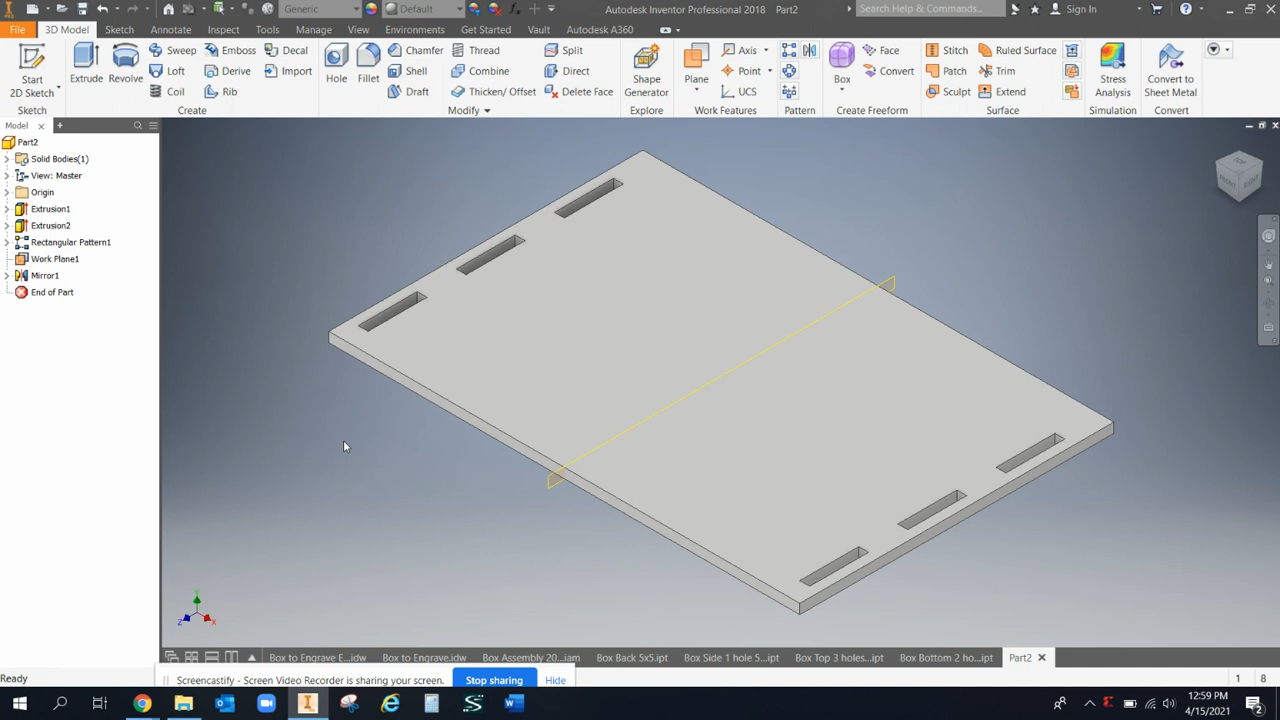 Generic
Default
Autodesk Inventor Professional 2018   Part2
Search Help & Commands...
Sign In
File
3D Model
Sketch
Annotate
Inspect
Tools
Manage
View
Environments
Get Started
Vault
Autodesk A360
Start
2D Sketch
Sketch
Extrude
Revolve
Sweep
Loft
Coil
Emboss
Derive
Rib
Decal
Import
Create
Hole
Fillet
Chamfer
Shell
Draft
Thread
Combine
Thicken/ Offset
Split
Direct
Delete Face
Modify
Shape
Generator
Explore
Plane
Axis
Point
UCS
Work Features
Pattern
Box
Face
Convert
Create Freeform
Stitch
Patch
Sculpt
Ruled Surface
Trim
Extend
Surface
Stress
Analysis
Simulation
Convert to
Sheet Metal
Convert
Model
Part2
Solid Bodies(1)
View: Master
Origin
Extrusion1
Extrusion2
Rectangular Pattern1
Work Plane1
Mirror1
End of Part
TOP
FRONT
RIGHT
Y
Z
X
Box to Engrave E...idw
Box to Engrave.idw
Box Assembly 20...iam
Box Back 5x5.ipt
Box Side 1 hole 5...ipt
Box Top 3 holes...ipt
Box Bottom 2 ho...ipt
Part2
Ready
Screencastify - Screen Video Recorder is sharing your screen.
Stop sharing
Hide
1
8
12:59 PM
4/15/2021
2